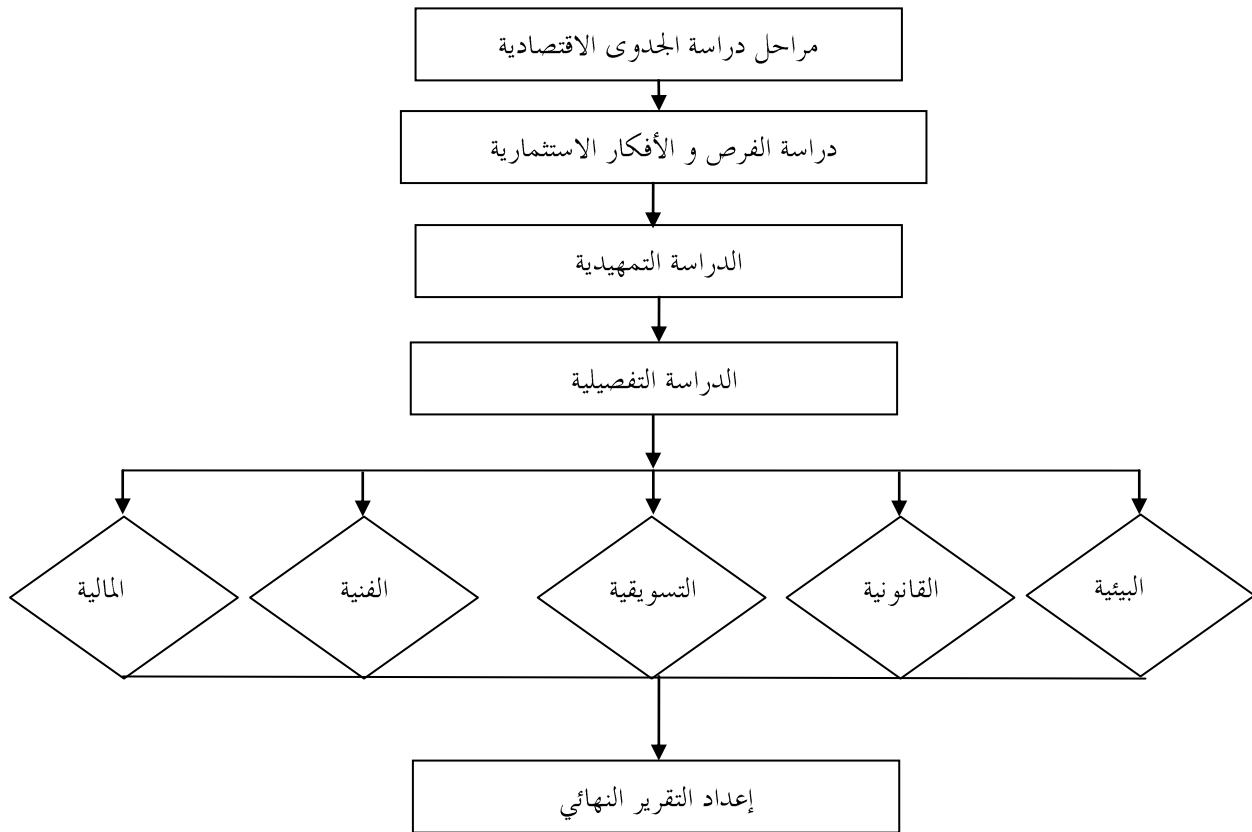 مراحل دراسة الجدوى الاقتصادية
دراسة الفرص و الأفكار الاستثمارية
الدراسة التمهيدية
الدراسة التفصيلية
البيئية
القانونية
التسويقية
الفنية
المالية
إعداد التقرير النهائي